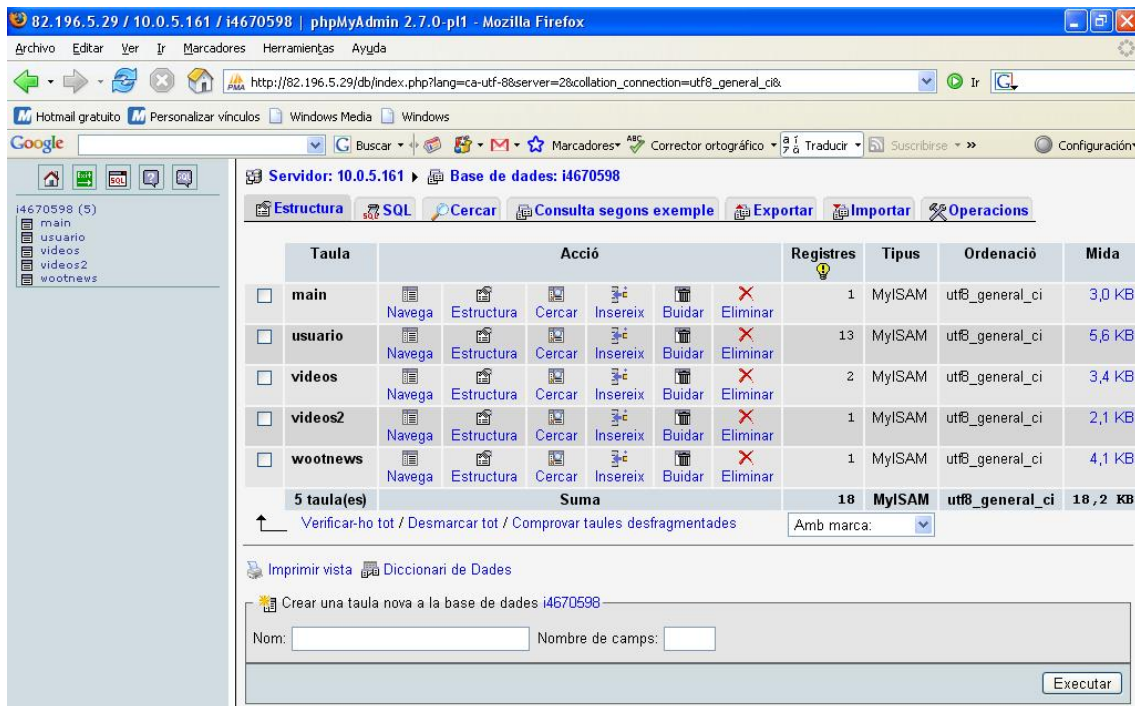 82.196.5.29 / 10.0.5.161 / i4670598 | phpMyAdmin 2.7.0-pl1 - Mozilla Firefox
Archivo Editar Ver Ir Marcadores Herramientas Ayuda
PMA http://82.196.5.29/db/index.php?lang=ca-utf-8&server=2&collation_connection=utf8_general_ci& Ir G
Hotmail gratuito Personalizar vínculos Windows Media Windows
Google G Buscar Marcadores ABC Corrector ortográfico Traducir Suscribirse » Configuración
SQL
i4670598 (5)
main
usuario
videos
videos2
wootnews
Servidor: 10.0.5.161 Base de dades: i4670598
Estructura SQL Cercar Consulta segons exemple Exportar Importar Operacions
Taula Acció Registres Tipus Ordenació Mida
main Navega Estructura Cercar Insereix Buidar Eliminar 1 MyISAM utf8_general_ci 3,0 KB
usuario Navega Estructura Cercar Insereix Buidar Eliminar 13 MyISAM utf8_general_ci 5,6 KB
videos Navega Estructura Cercar Insereix Buidar Eliminar 2 MyISAM utf8_general_ci 3,4 KB
videos2 Navega Estructura Cercar Insereix Buidar Eliminar 1 MyISAM utf8_general_ci 2,1 KB
wootnews Navega Estructura Cercar Insereix Buidar Eliminar 1 MyISAM utf8_general_ci 4,1 KB
5 taula(es) Suma 18 MyISAM utf8_general_ci 18,2 KB
Verificar-ho tot / Desmarcar tot / Comprovar taules desfragmentades Amb marca:
Imprimir vista Diccionari de Dades
Crear una taula nova a la base de dades i4670598
Nom: Nombre de camps:
Executar